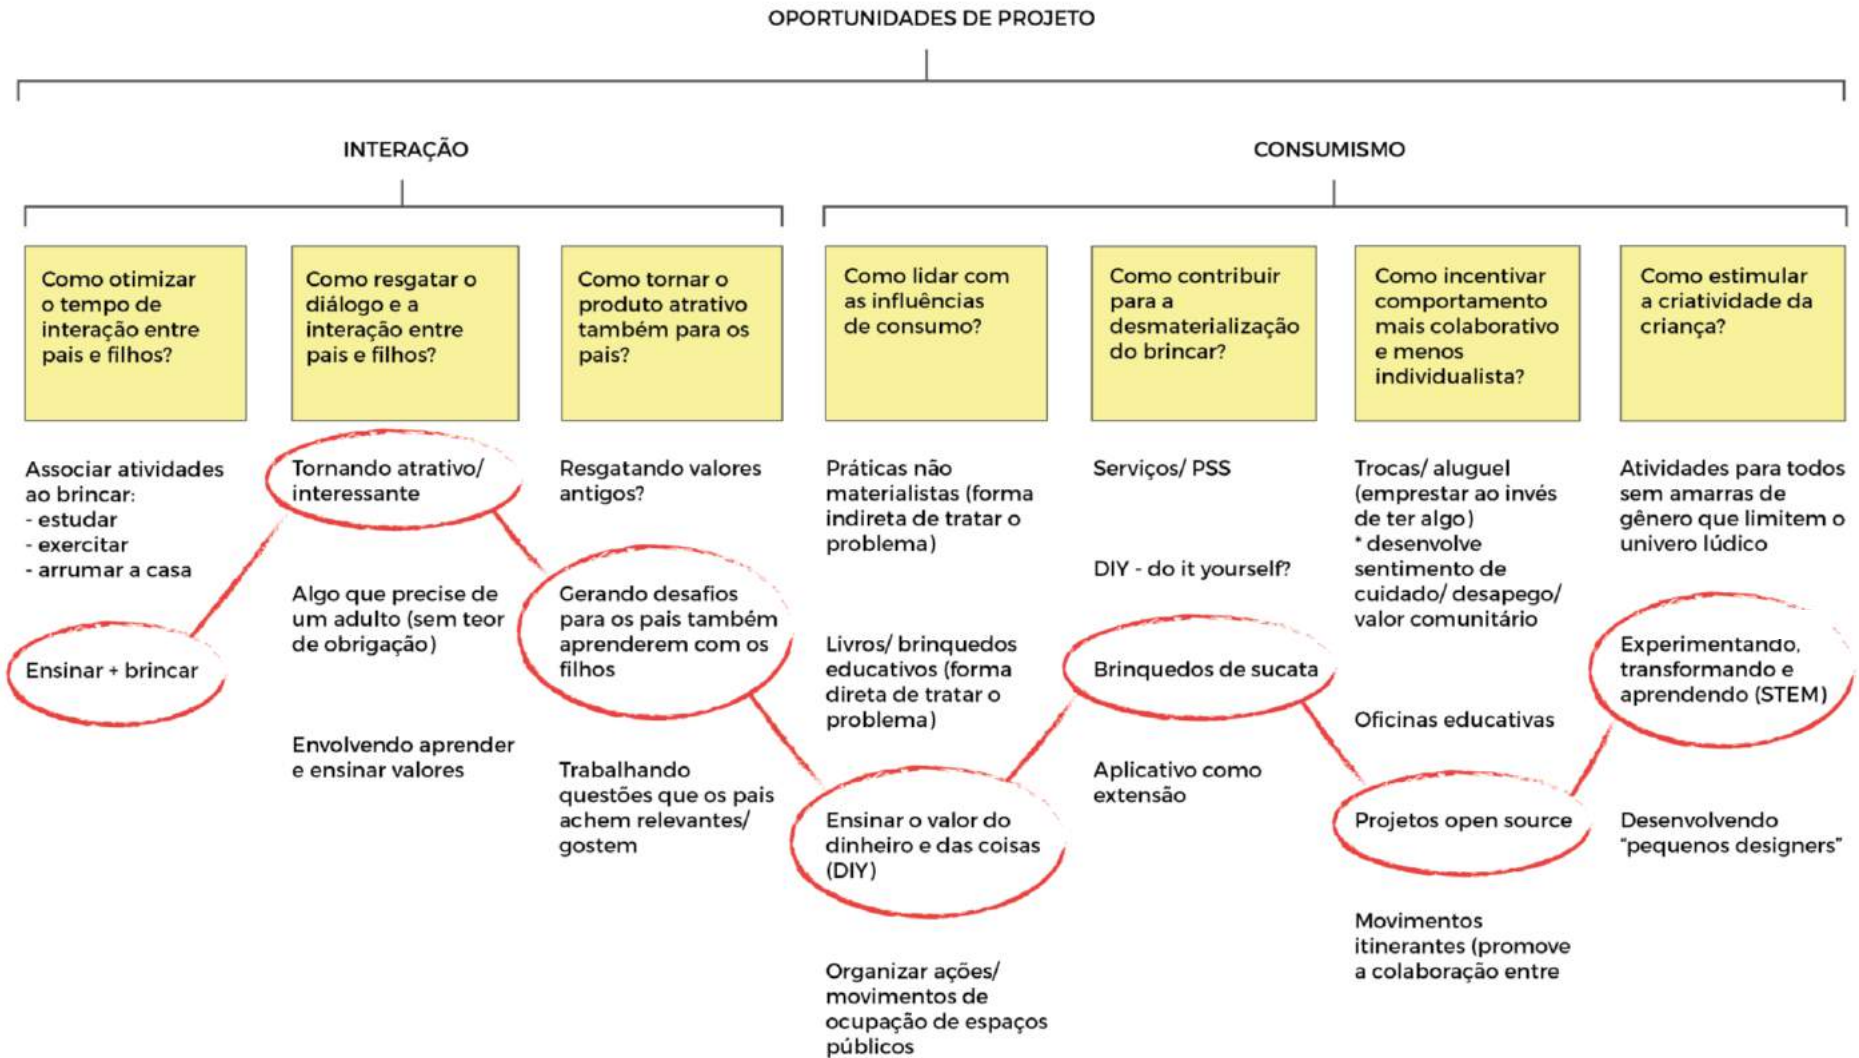 OPORTUNIDADES DE PROJETO
INTERAÇÃO
CONSUMISMO
Como otimizar
o tempo de
interação entre
pais e filhos?
Como resgatar o
diálogo e a
interação entre
pais e filhos?
Como tornar o
produto atrativo
também para os
pais?
Como lidar com
as influências
de consumo?
Como contribuir
para a
desmaterialização
do brincar?
Como incentivar
comportamento
mais colaborativo
e menos
individualista?
Como estimular
a criatividade da
criança?
Associar atividades
ao brincar:
- estudar
- exercitar
- arrumar a casa
Ensinar + brincar
Tornando atrativo/
interessante
Algo que precise de
um adulto (sem teor
de obrigação)
Envolvendo aprender
e ensinar valores
Resgatando valores
antigos?
Gerando desafios
para os pais também
aprenderem com os
filhos
Trabalhando
questões que os pais
achem relevantes/
gostem
Práticas não
materialistas (forma
indireta de tratar o
problema)
Livros/ brinquedos
educativos (forma
direta de tratar o
problema)
Ensinar o valor do
dinheiro e das coisas
(DIY)
Organizar ações/
movimentos de
ocupação de espaços
públicos
Serviços/ PSS
DIY - do it yourself?
Brinquedos de sucata
Aplicativo como
extensão
Trocas/ aluguel
(emprestar ao invés
de ter algo)
* desenvolve
sentimento de
cuidado/ desapego/
valor comunitário
Oficinas educativas
Projetos open source
Movimentos
itinerantes (promove
a colaboração entre
Atividades para todos
sem amarras de
gênero que limitem o
univero lúdico
Experimentando,
transformando e
aprendendo (STEM)
Desenvolvendo
"pequenos designers"